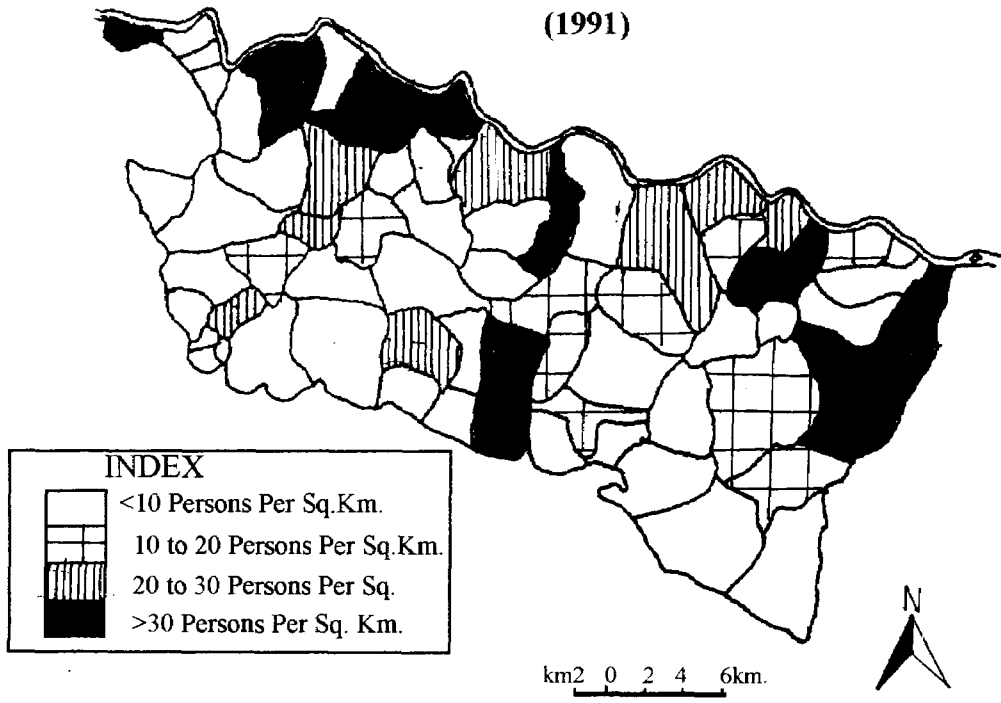 (1991)
INDEX
<10 Persons Per Sq.Km.
10 to 20 Persons Per Sq.Km.
20 to 30 Persons Per Sq.
>30 Persons Per Sq. Km.
N
km2 0 2 4 6km.